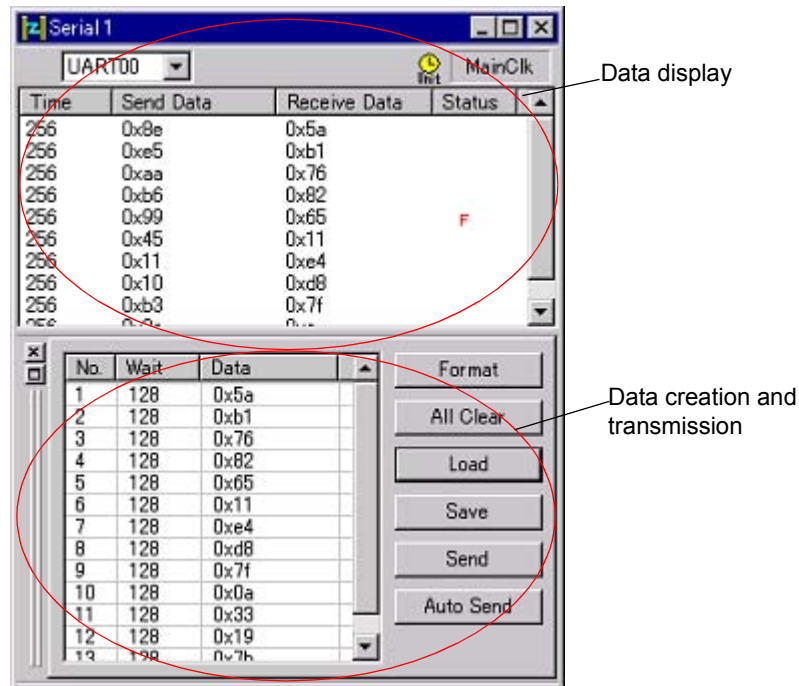 Serial 1
UART00 Init MainClk
Data display
Time Send Data Receive Data Status
256 0x8e 0x5a
256 0xe5 0xb1
256 0xaa 0x76
256 0xb6 0x82
256 0x99 0x65 F
256 0x45 0x11
256 0x11 0xe4
256 0x10 0xd8
256 0xb3 0x7f
256
No. Wait Data
1 128 0x5a
2 128 0xb1
3 128 0x76
4 128 0x82
5 128 0x65
6 128 0x11
7 128 0xe4
8 128 0xd8
9 128 0x7f
10 128 0x0a
11 128 0x33
12 128 0x19
13 128 0x7b
Format
All Clear
Load
Save
Send
Auto Send
Data creation and
transmission